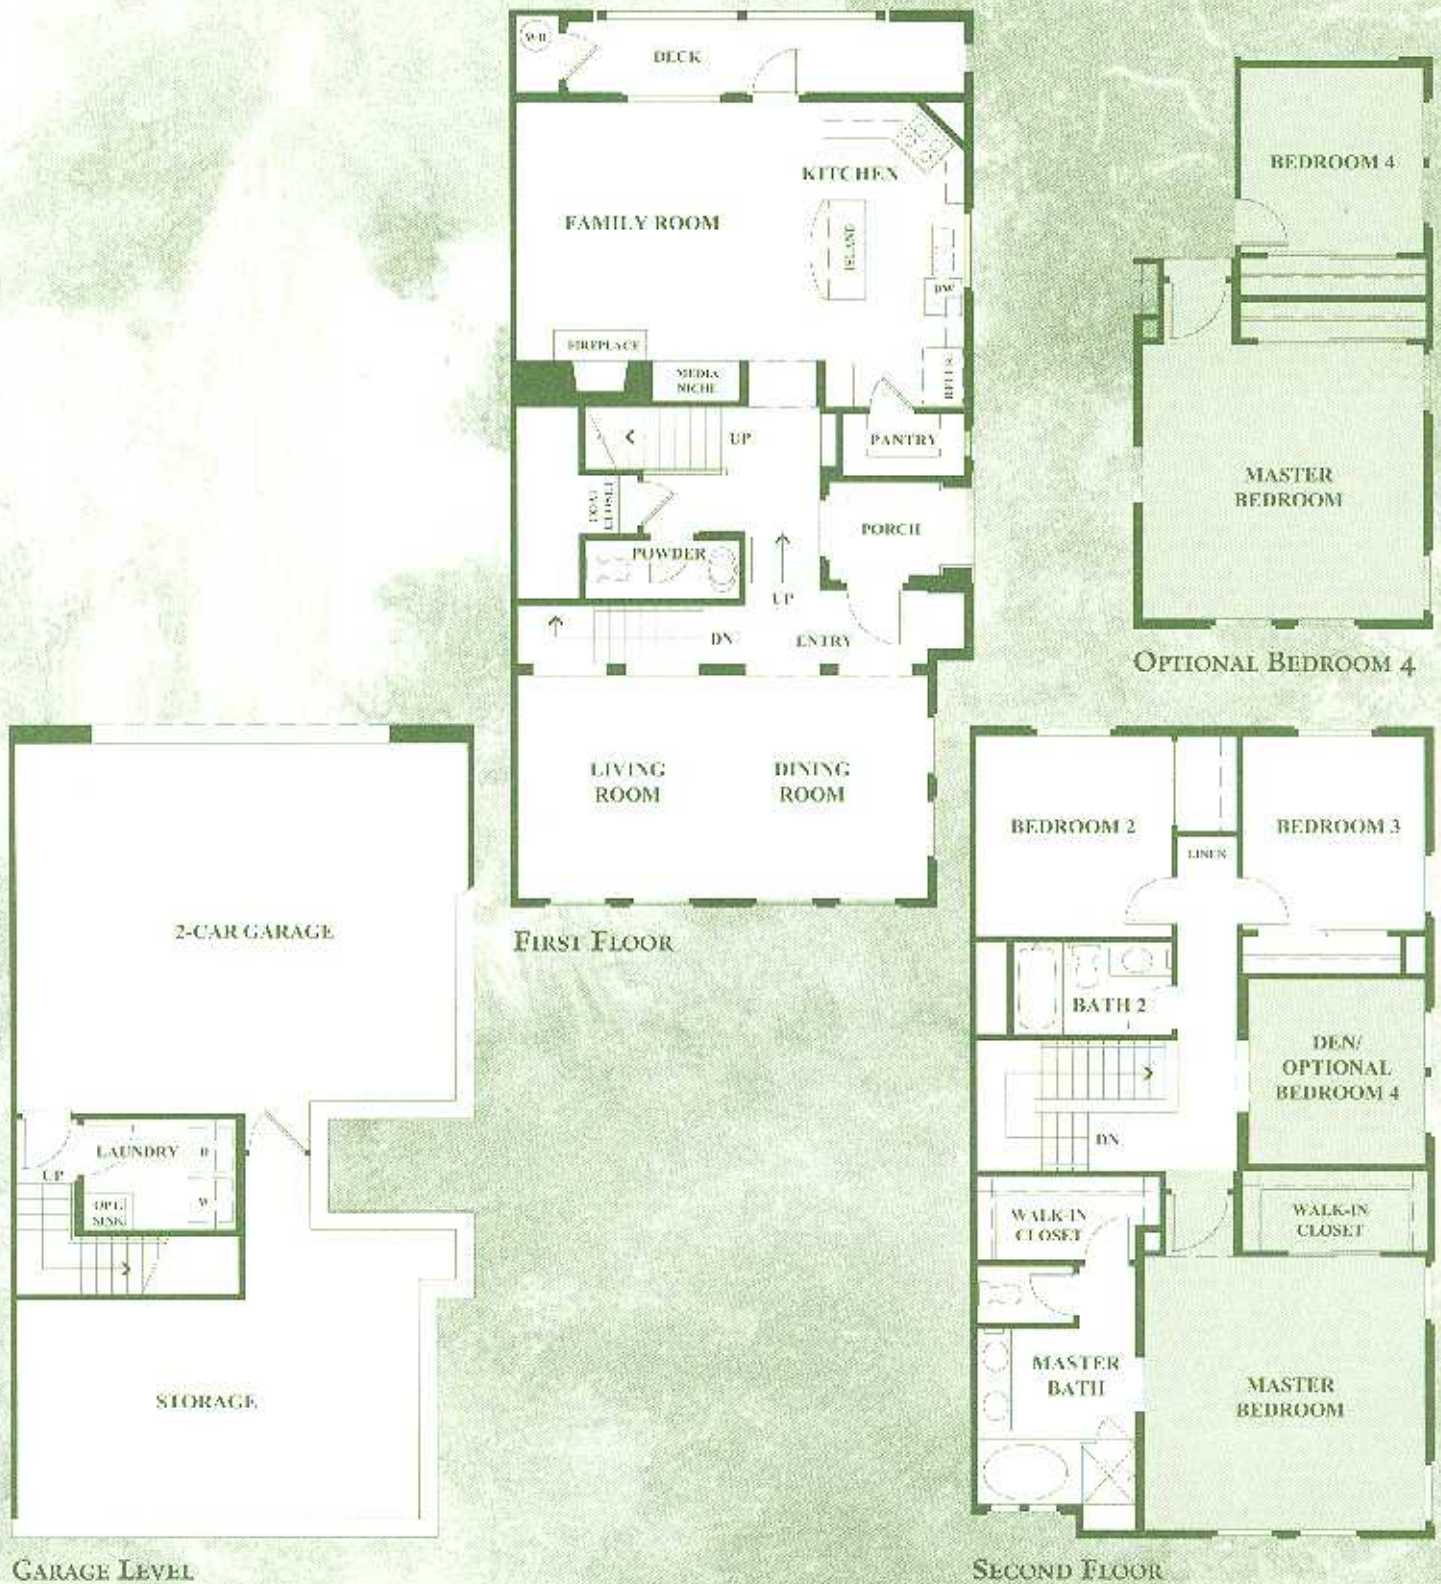 WH
DECK
KITCHEN
FAMILY ROOM
ISLAND
DW
FIREPLACE
MEDIA
NICHE
REFER.
UP
PANTRY
COAT
CLOSET
POWDER
PORCH
UP
DN
ENTRY
LIVING
ROOM
DINING
ROOM
FIRST FLOOR
BEDROOM 4
MASTER
BEDROOM
OPTIONAL BEDROOM 4
2-CAR GARAGE
LAUNDRY
D
UP
OPT.
SINK
W
STORAGE
GARAGE LEVEL
BEDROOM 2
BEDROOM 3
LINEN
BATH 2
DEN/
OPTIONAL
BEDROOM 4
DN
WALK-IN
CLOSET
WALK-IN
CLOSET
MASTER
BATH
MASTER
BEDROOM
SECOND FLOOR